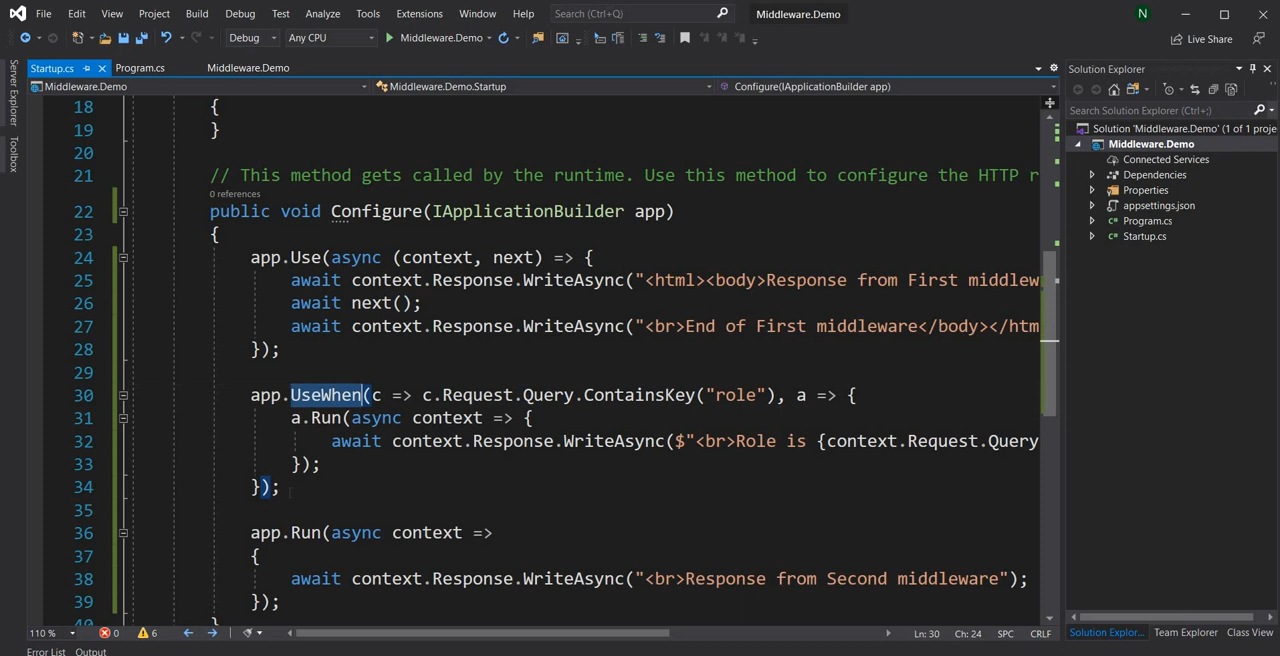 File Edit View Project Build Debug Test Analyze Tools Extensions Window Help Search (Ctrl+Q) Middleware.Demo N
Debug Any CPU Middleware.Demo Live Share
Startup.cs Program.cs Middleware.Demo
Middleware.Demo Middleware.Demo.Startup Configure(IApplicationBuilder app)
Server Explorer
Toolbox
18 {
19 }
20
21 // This method gets called by the runtime. Use this method to configure the HTTP r
0 references
22 public void Configure(IApplicationBuilder app)
23 {
24 app.Use(async (context, next) => {
25 await context.Response.WriteAsync("<html><body>Response from First middlew
26 await next();
27 await context.Response.WriteAsync("<br>End of First middleware</body></htm
28 });
29
30 app.UseWhen(c => c.Request.Query.ContainsKey("role"), a => {
31 a.Run(async context => {
32 await context.Response.WriteAsync($"<br>Role is {context.Request.Query
33 });
34 });
35
36 app.Run(async context =>
37 {
38 await context.Response.WriteAsync("<br>Response from Second middleware");
39 });
40 }
110 % 0 6 Ln: 30 Ch: 24 SPC CRLF
Error List Output
Solution Explorer
Search Solution Explorer (Ctrl+;)
Solution 'Middleware.Demo' (1 of 1 proje
Middleware.Demo
Connected Services
Dependencies
Properties
appsettings.json
Program.cs
Startup.cs
Solution Explor... Team Explorer Class View